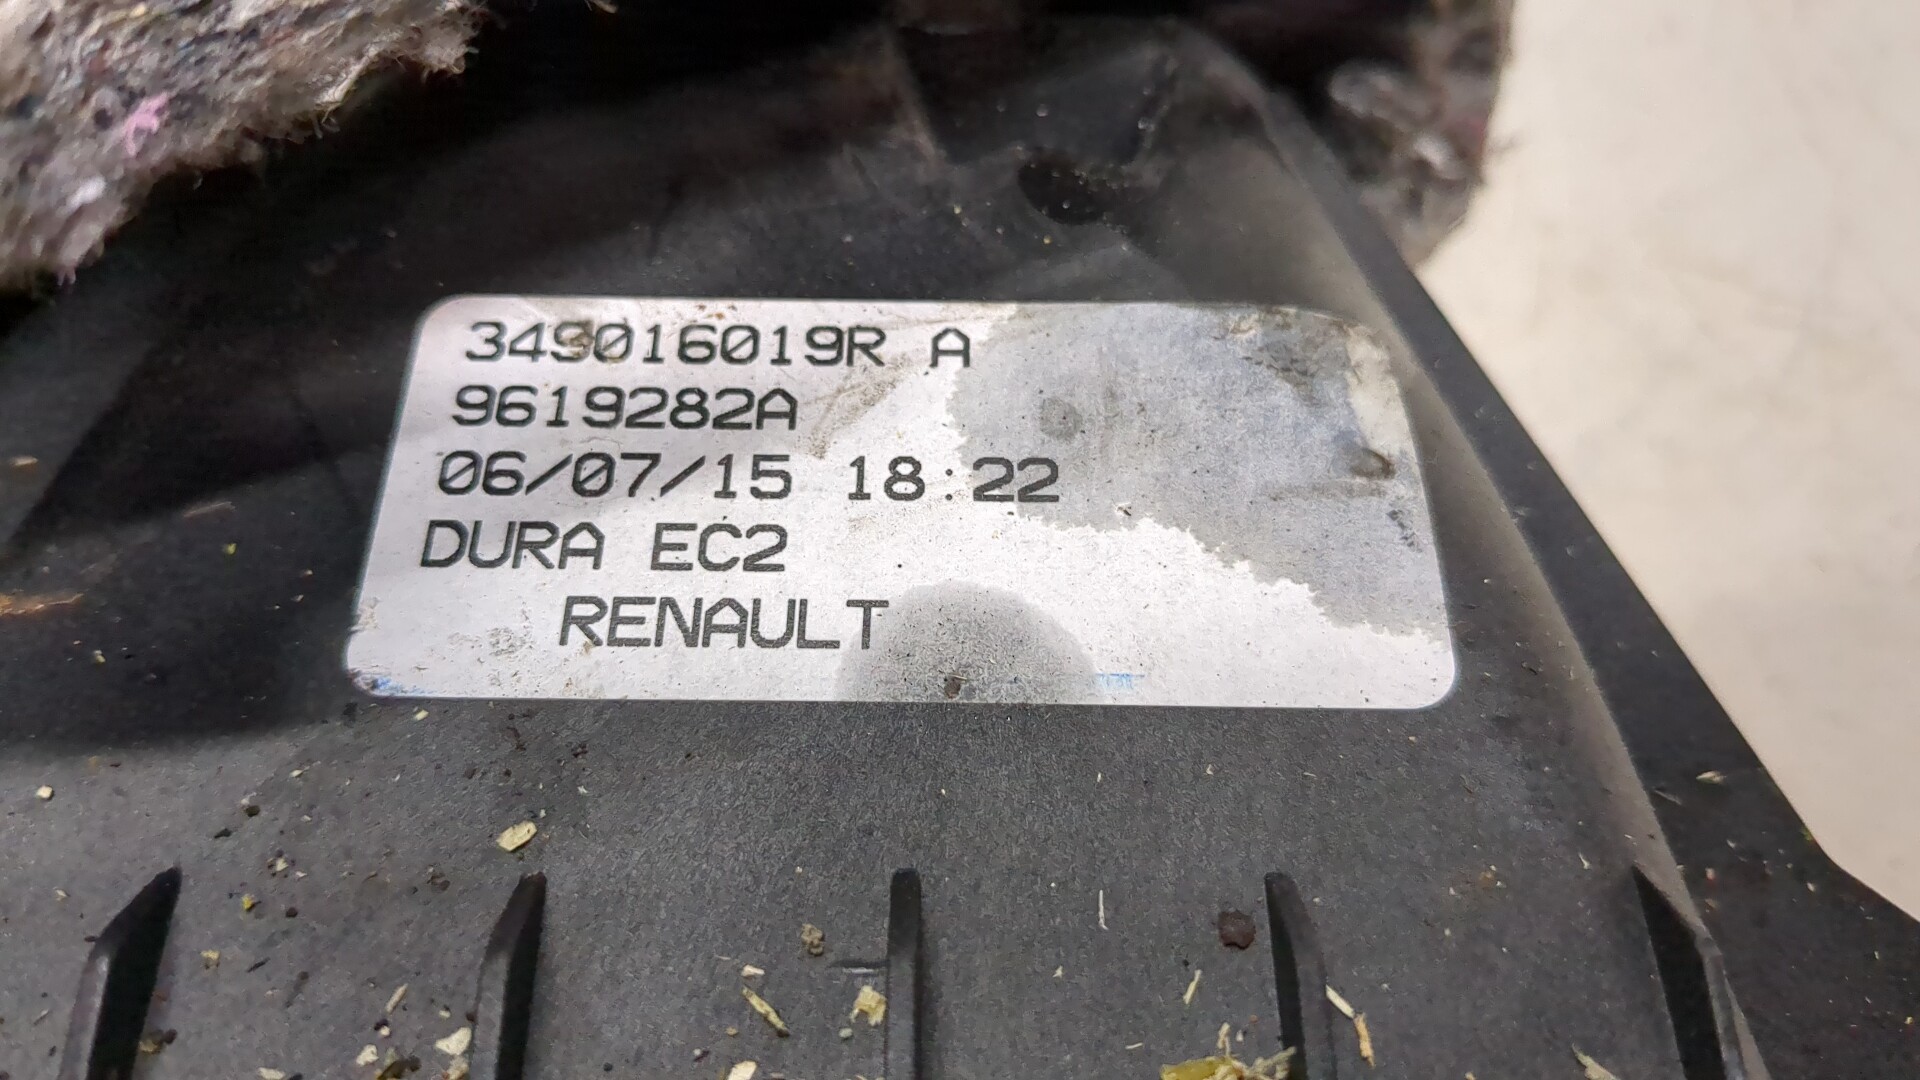 349016019R A
9619282A
06/07/15 18:22
DURA EC2
RENAULT